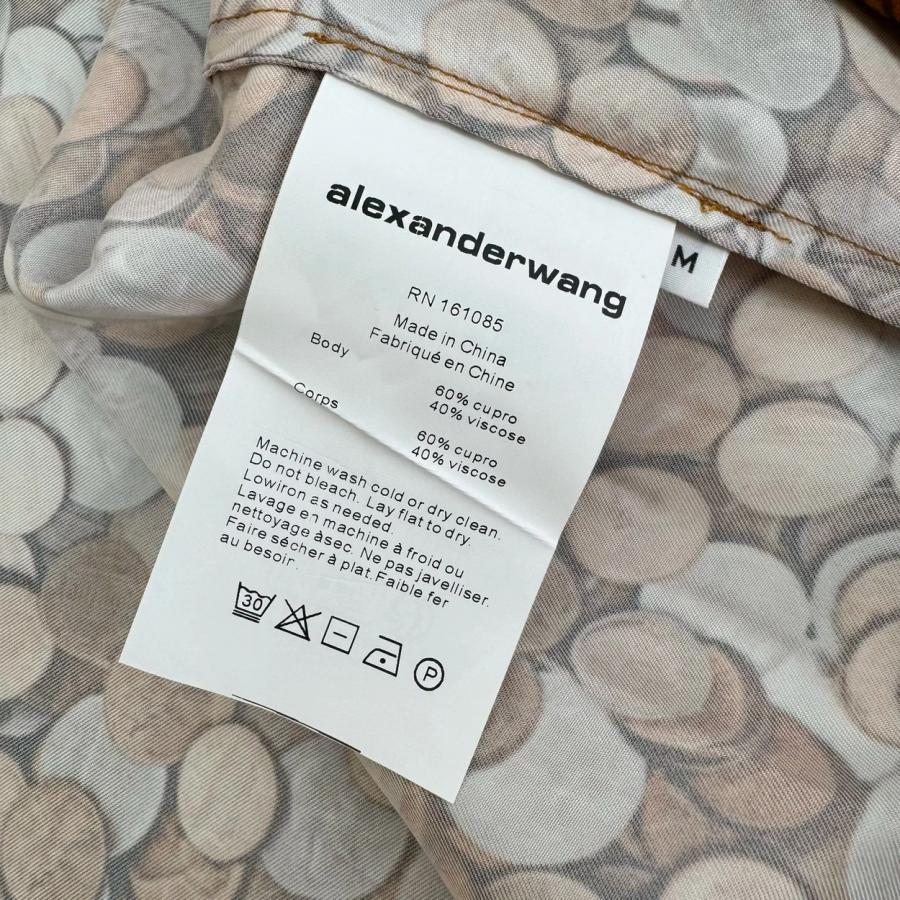 alexanderwang
M
RN 161085
Made in China
Fabriqué en Chine
Body
60% cupro
40% viscose
Corps
60% cupro
40% viscose
Machine wash cold or dry clean.
Do not bleach. Lay flat to dry.
Lowiron as needed.
Lavage en machine à froid ou
nettoyage àsec. Ne pas javelliser.
Faire sécher à plat.Faible fer
au besoin.
30
P